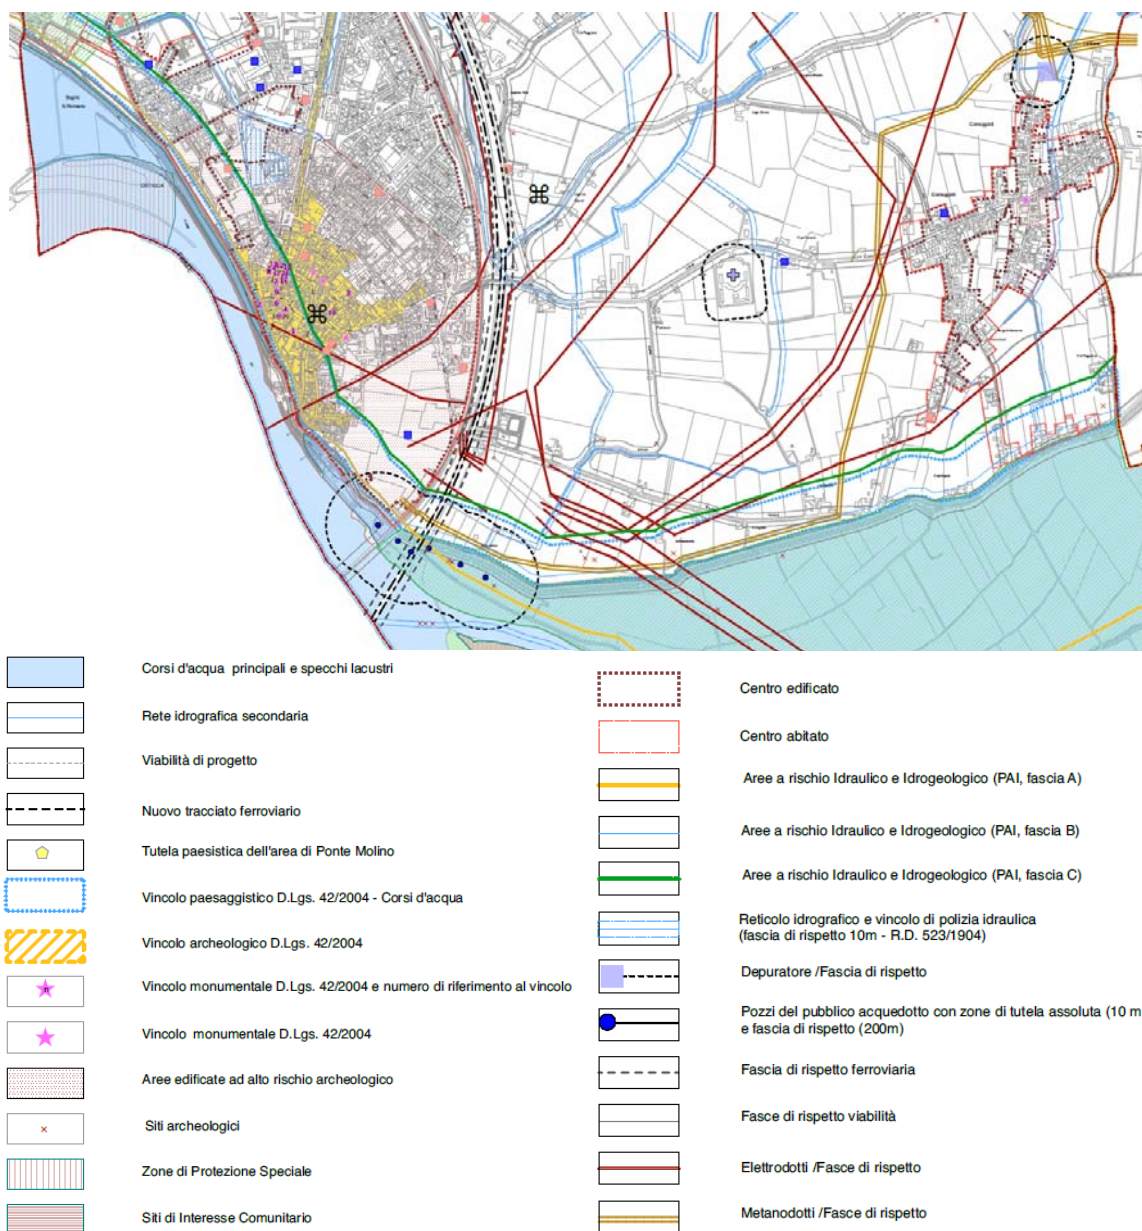 Corsi d'acqua principali e specchi lacustri
Rete idrografica secondaria
Viabilità di progetto
Nuovo tracciato ferroviario
Tutela paesistica dell'area di Ponte Molino
Vincolo paesaggistico D.Lgs. 42/2004 - Corsi d'acqua
Vincolo archeologico D.Lgs. 42/2004
n
Vincolo monumentale D.Lgs. 42/2004 e numero di riferimento al vincolo
Vincolo monumentale D.Lgs. 42/2004
Aree edificate ad alto rischio archeologico
Siti archeologici
Zone di Protezione Speciale
Siti di Interesse Comunitario
Centro edificato
Centro abitato
Aree a rischio Idraulico e Idrogeologico (PAI, fascia A)
Aree a rischio Idraulico e Idrogeologico (PAI, fascia B)
Aree a rischio Idraulico e Idrogeologico (PAI, fascia C)
Reticolo idrografico e vincolo di polizia idraulica
(fascia di rispetto 10m - R.D. 523/1904)
Depuratore /Fascia di rispetto
Pozzi del pubblico acquedotto con zone di tutela assoluta (10 m
e fascia di rispetto (200m)
Fascia di rispetto ferroviaria
Fasce di rispetto viabilità
Elettrodotti /Fasce di rispetto
Metanodotti /Fasce di rispetto